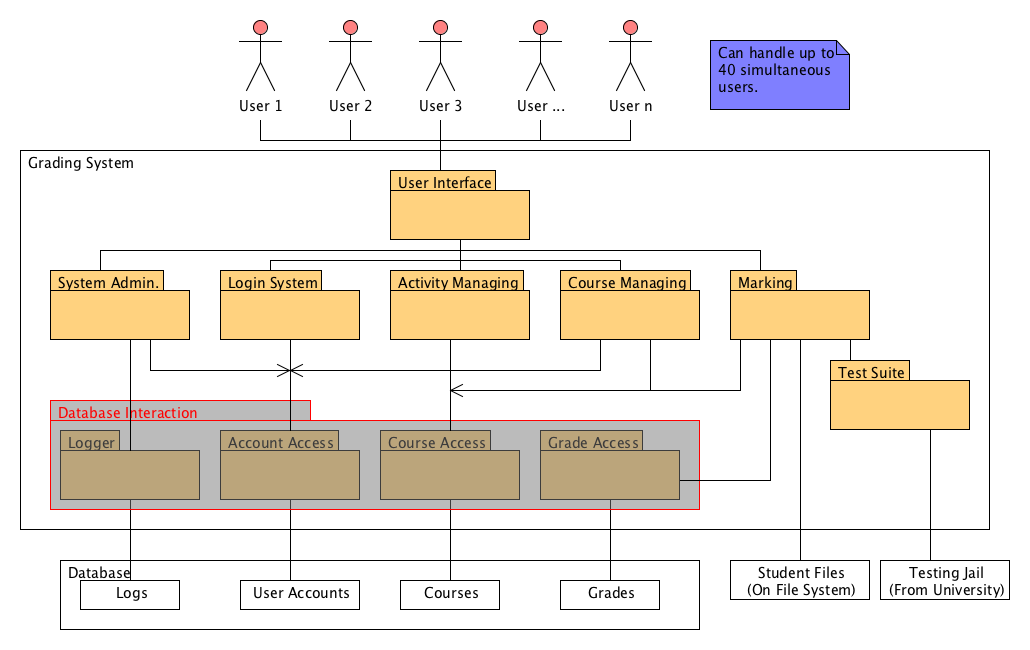 User 1
User 2
User 3
User ...
User n
Can handle up to
40 simultaneous
users.
Grading System
User Interface
System Admin.
Login System
Activity Managing
Course Managing
Marking
Test Suite
Database Interaction
Logger
Account Access
Course Access
Grade Access
Database
Logs
User Accounts
Courses
Grades
Student Files
(On File System)
Testing Jail
(From University)